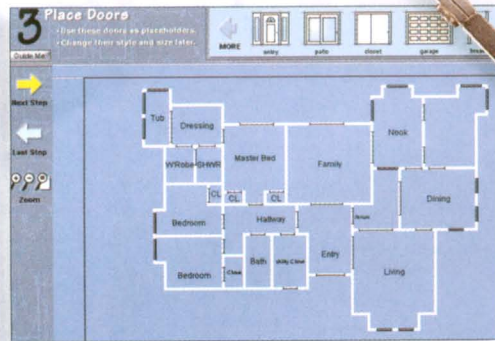 3 Place Doors
• Use these doors as placeholders.
• Change their style and size later.
Guide Me
MORE
entry
patio
closet
garage
Next Step
Last Step
Zoom
Tub
Dressing
W'Robe
SHWR
Master Bed
Family
Nook
CL
CL
CL
Dining
Bedroom
Hallway
Bedroom
Bath
Entry
Living